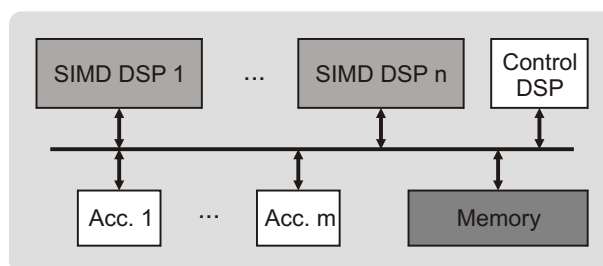 SIMD DSP 1
...
SIMD DSP n
Control
DSP
Acc. 1
...
Acc. m
Memory